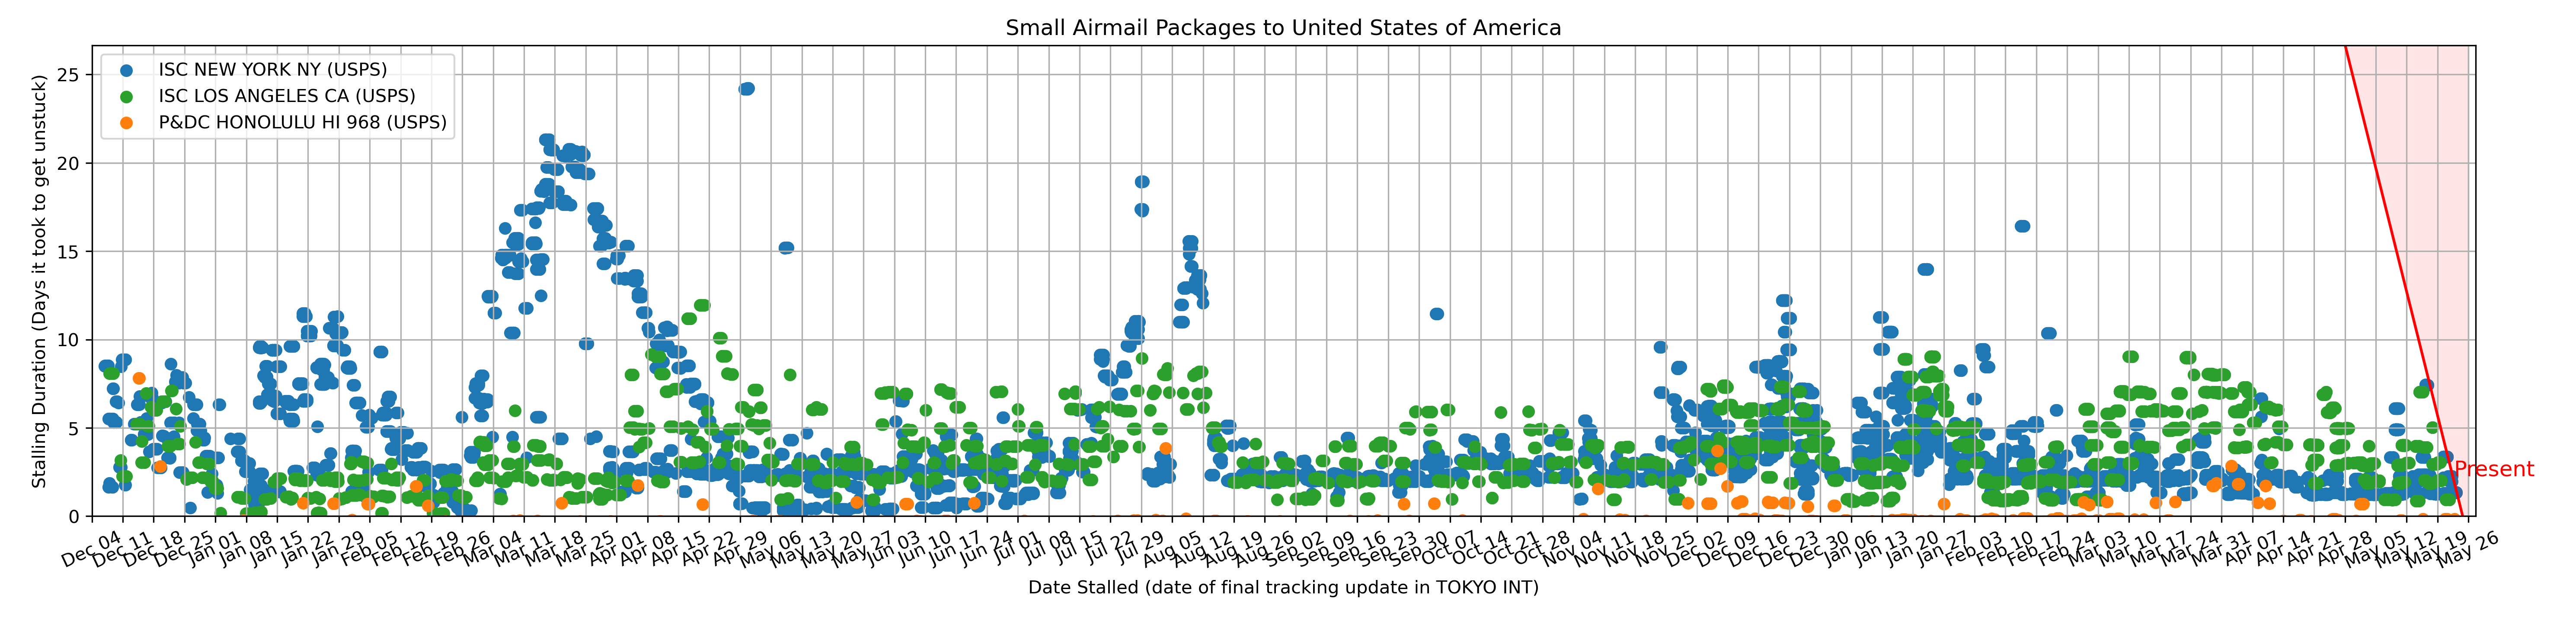 Small Airmail Packages to United States of America
ISC NEW YORK NY (USPS)
ISC LOS ANGELES CA (USPS)
P&DC HONOLULU HI 968 (USPS)
Stalling Duration (Days it took to get unstuck)
25
20
15
10
5
0
Present
Dec 04
Dec 11
Dec 18
Dec 25
Jan 01
Jan 08
Jan 15
Jan 22
Jan 29
Feb 05
Feb 12
Feb 19
Feb 26
Mar 04
Mar 11
Mar 18
Mar 25
Apr 01
Apr 08
Apr 15
Apr 22
Apr 29
May 06
May 13
May 20
May 27
Jun 03
Jun 10
Jun 17
Jun 24
Jul 01
Jul 08
Jul 15
Jul 22
Jul 29
Aug 05
Aug 12
Aug 19
Aug 26
Sep 02
Sep 09
Sep 16
Sep 23
Sep 30
Oct 07
Oct 14
Oct 21
Oct 28
Nov 04
Nov 11
Nov 18
Nov 25
Dec 02
Dec 09
Dec 16
Dec 23
Dec 30
Jan 06
Jan 13
Jan 20
Jan 27
Feb 03
Feb 10
Feb 17
Feb 24
Mar 03
Mar 10
Mar 17
Mar 24
Mar 31
Apr 07
Apr 14
Apr 21
Apr 28
May 05
May 12
May 19
May 26
Date Stalled (date of final tracking update in TOKYO INT)